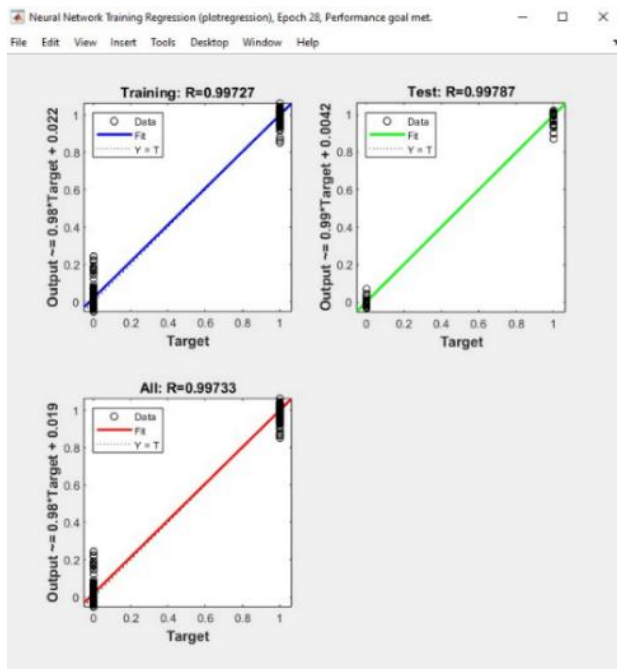 Neural Network Training Regression (plotregression), Epoch 28, Performance goal met.
File Edit View Insert Tools Desktop Window Help
Training: R=0.99727
Output ~= 0.98*Target + 0.022
Data
Fit
Y = T
1
0.8
0.6
0.4
0.2
0
0 0.2 0.4 0.6 0.8 1
Target
Test: R=0.99787
Output ~= 0.99*Target + 0.0042
Data
Fit
Y = T
1
0.8
0.6
0.4
0.2
0
0 0.2 0.4 0.6 0.8 1
Target
All: R=0.99733
Output ~= 0.98*Target + 0.019
Data
Fit
Y = T
1
0.8
0.6
0.4
0.2
0
0 0.2 0.4 0.6 0.8 1
Target